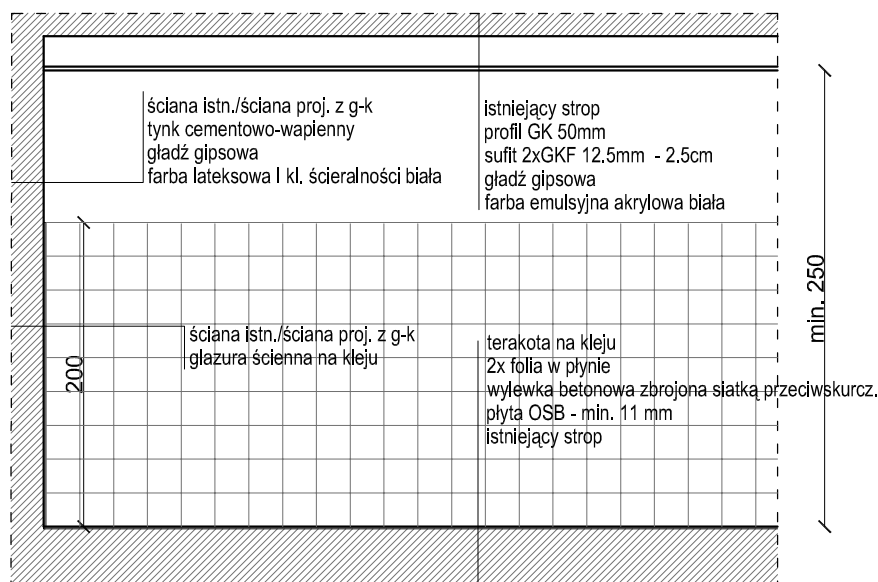 ściana istn./ściana proj. z g-k
tynk cementowo-wapienny
gładź gipsowa
farba lateksowa I kl. ścieralności biała
istniejący strop
profil GK 50mm
sufit 2xGKF 12.5mm - 2.5cm
gładź gipsowa
farba emulsyjna akrylowa biała
min. 250
200
ściana istn./ściana proj. z g-k
glazura ścienna na kleju
terakota na kleju
2x folia w płynie
wylewka betonowa zbrojona siatką przeciwskurcz.
płyta OSB - min. 11 mm
istniejący strop